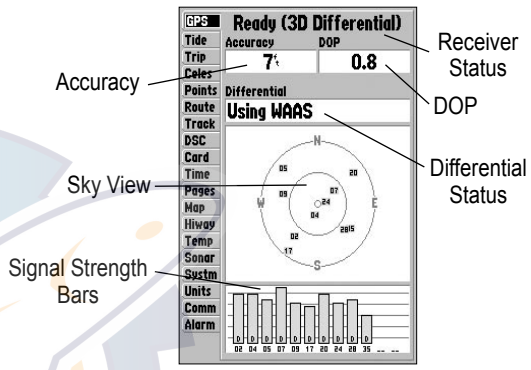 GPS
Tide
Trip
Celes
Points
Route
Track
DSC
Card
Time
Pages
Map
Hiway
Temp
Sonar
Systm
Units
Comm
Alarm
Ready (3D Differential)
Accuracy DOP
7ft 0.8
Differential
Using WAAS
N
05 20
09 07
W 24 E
04
02
17
S
D D D D D D D D D D
02 04 05 07 09 17 20 24 28 35
Accuracy
Sky View
Signal Strength
Bars
Receiver
Status
DOP
Differential
Status